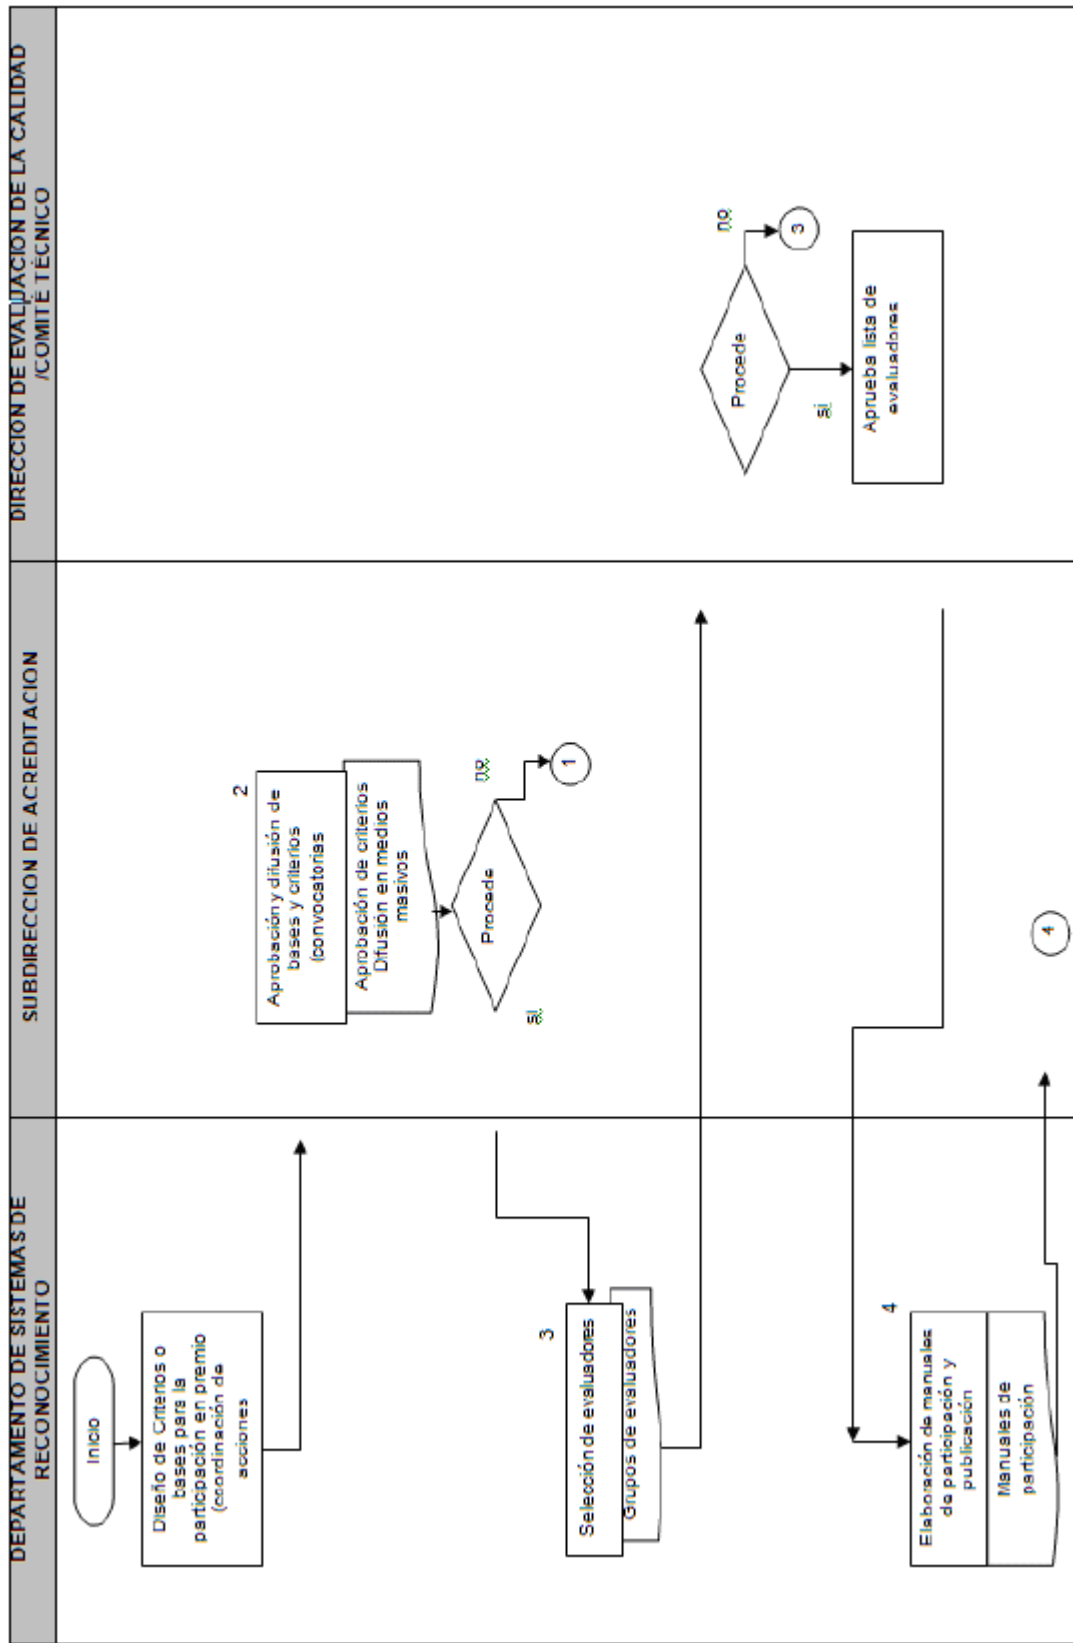 DEPARTAMENTO DE SISTEMAS DE
RECONOCIMIENTO
SUBDIRECCION DE ACREDITACION
DIRECCION DE EVALUACION DE LA CALIDAD
/COMITÉ TÉCNICO
Inicio
Diseño de Criterios o
bases para la
participación en premio
(coordinación de
acciones
2
Aprobación y difusión de
bases y criterios
(convocatorias
Aprobación de criterios
Difusión en medios
masivos
Procede
no
1
si
3
Selección de evaluadores
Grupos de evaluadores
Procede
no
3
si
Aprueba lista de
evaluadores
4
Elaboración de manuales
de participación y
publicación
Manuales de
participación
4